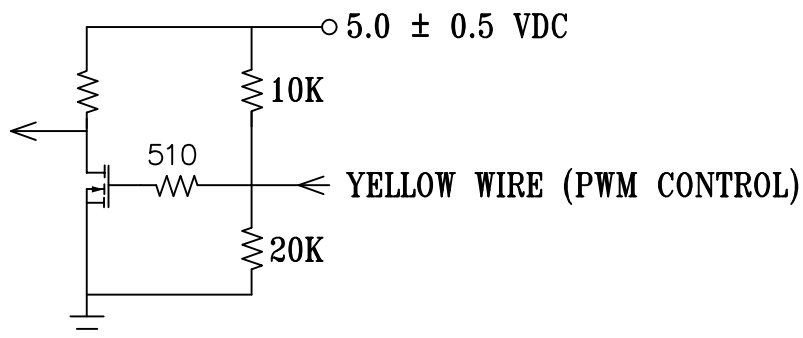 5.0 ± 0.5 VDC
10K
510
YELLOW WIRE (PWM CONTROL)
20K